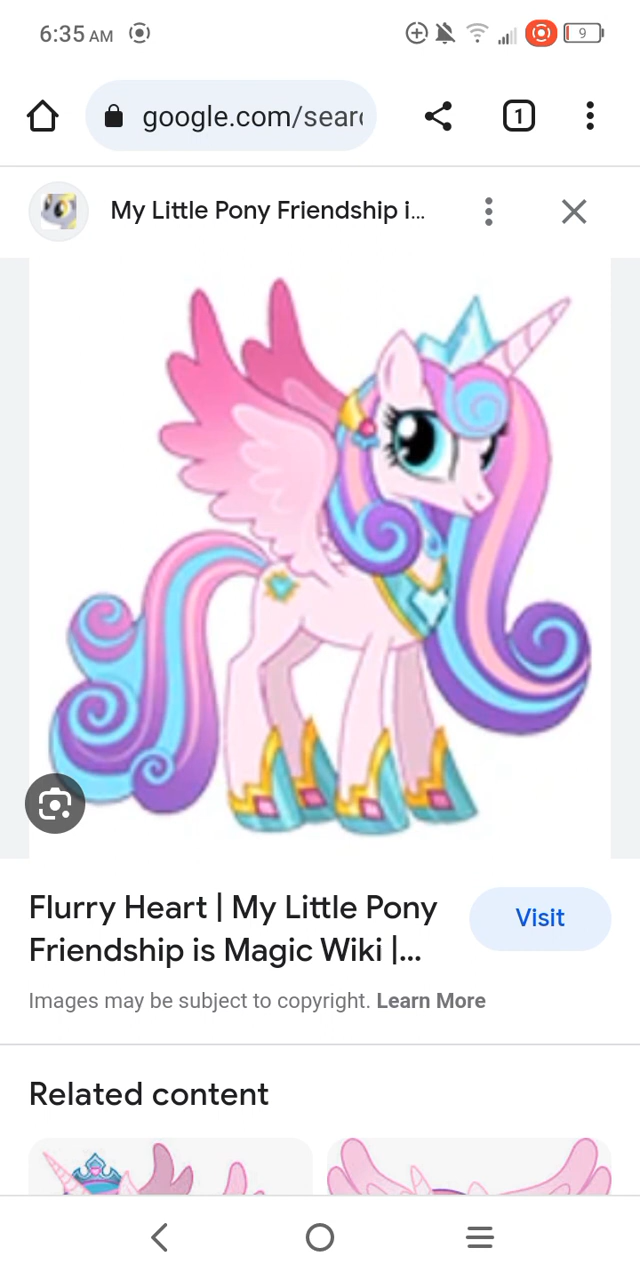 6:35 AM
9
google.com/sear
1
My Little Pony Friendship i...
Flurry Heart | My Little Pony
Friendship is Magic Wiki |...
Visit
Images may be subject to copyright. Learn More
Related content